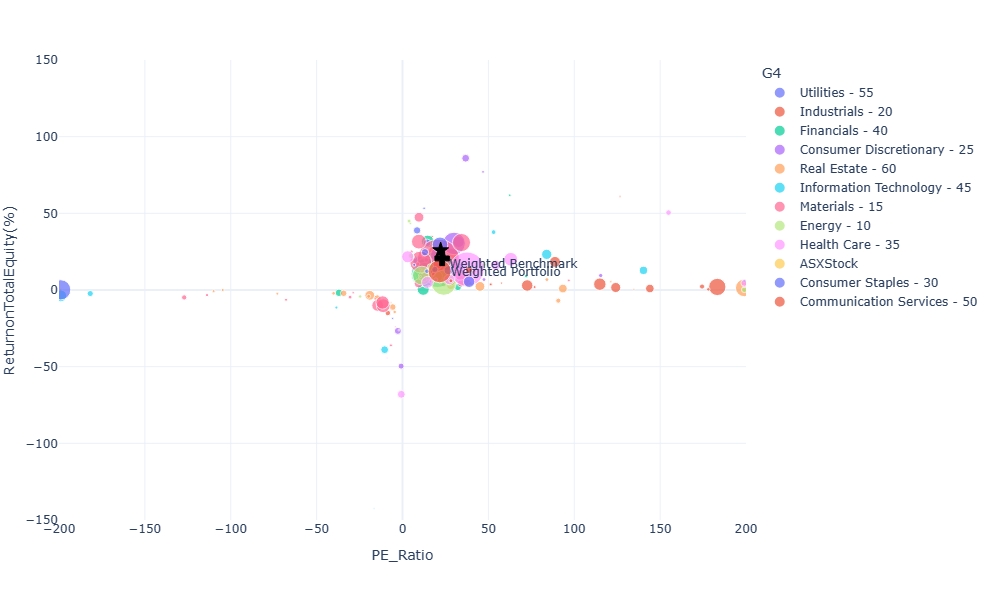 G4
Utilities - 55
Industrials - 20
Financials - 40
Consumer Discretionary - 25
Real Estate - 60
Information Technology - 45
Materials - 15
Energy - 10
Health Care - 35
ASXStock
Consumer Staples - 30
Communication Services - 50
ReturnonTotalEquity(%)
150
100
50
0
−50
−100
−150
Weighted Benchmark
Weighted Portfolio
−200
−150
−100
−50
0
50
100
150
200
PE_Ratio